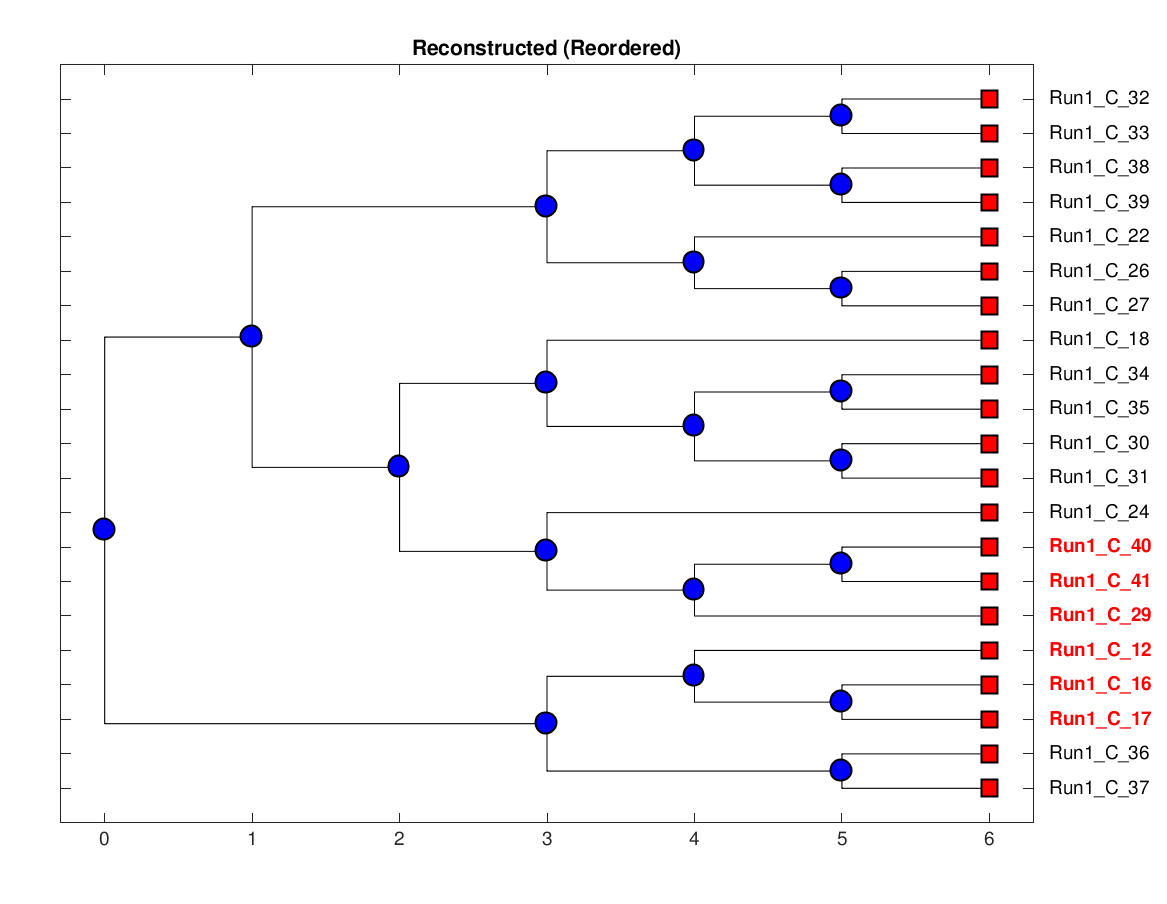 Reconstructed (Reordered)
Run1_C_32
Run1_C_33
Run1_C_38
Run1_C_39
Run1_C_22
Run1_C_26
Run1_C_27
Run1_C_18
Run1_C_34
Run1_C_35
Run1_C_30
Run1_C_31
Run1_C_24
Run1_C_40
Run1_C_41
Run1_C_29
Run1_C_12
Run1_C_16
Run1_C_17
Run1_C_36
Run1_C_37
0 1 2 3 4 5 6